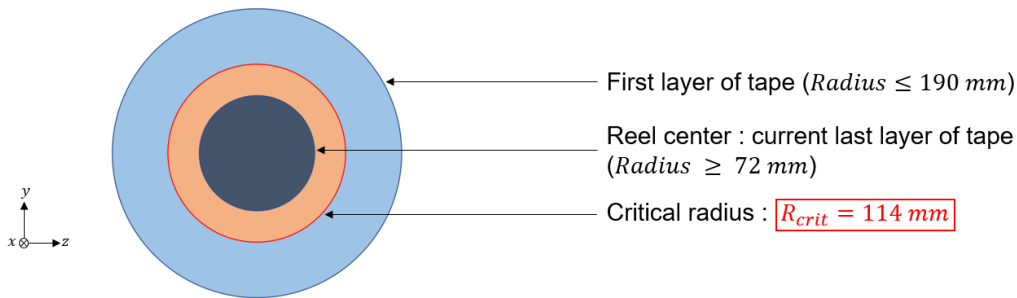 First layer of tape (Radius ≤ 190 mm)
Reel center : current last layer of tape
(Radius ≥ 72 mm)
Critical radius : R_crit = 114 mm
y
x
z